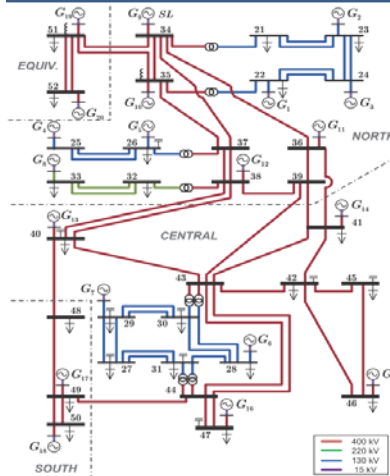 G19
G9
SL
G2
51
34
21
23
EQUIV.
35
22
24
52
G20
G10
G1
G3
G4
G5
G11
NORTH
25
26
37
36
G8
G12
33
32
38
39
G13
G14
40
CENTRAL
41
43
42
45
G7
48
29
30
G6
27
31
28
G17
49
44
G16
46
G
50
47
G18
SOUTH
400 kV
220 kV
130 kV
15 kV